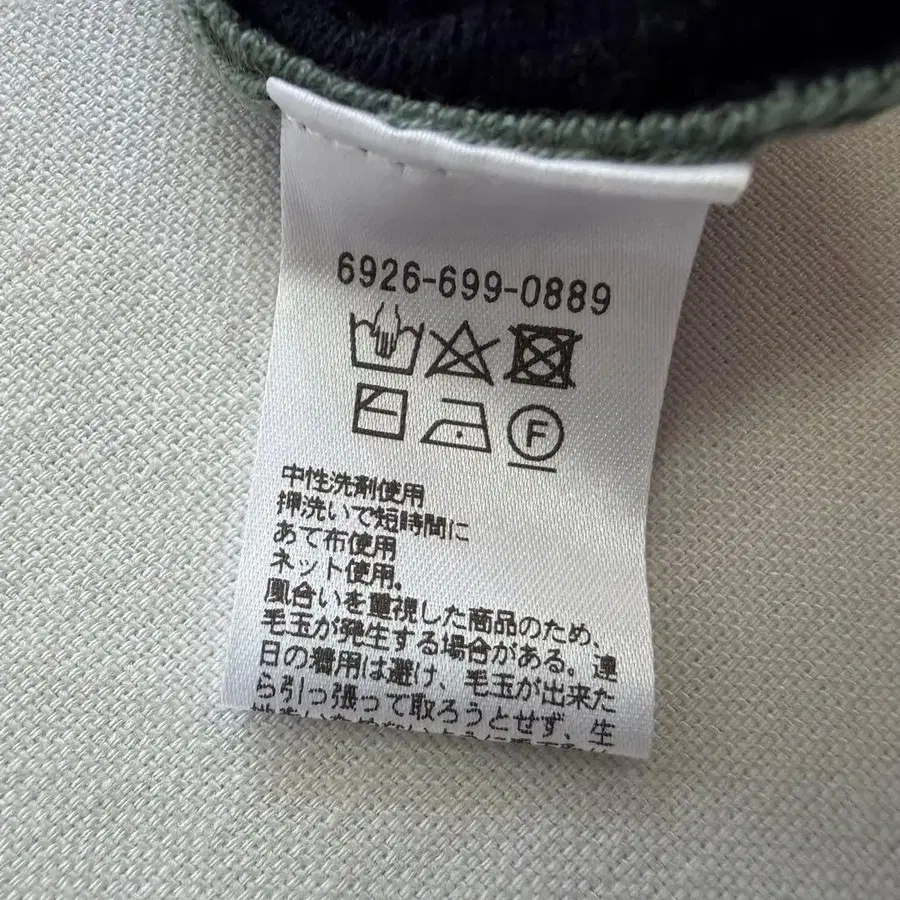 6926-699-0889
F
中性洗剤使用
押洗いで短時間に
あて布使用
ネット使用.
風合いを重視した商品のため、
毛玉が発生する場合がある。連
日の着用は避け、毛玉が出来た
ら引っ張って取ろうとせず、生